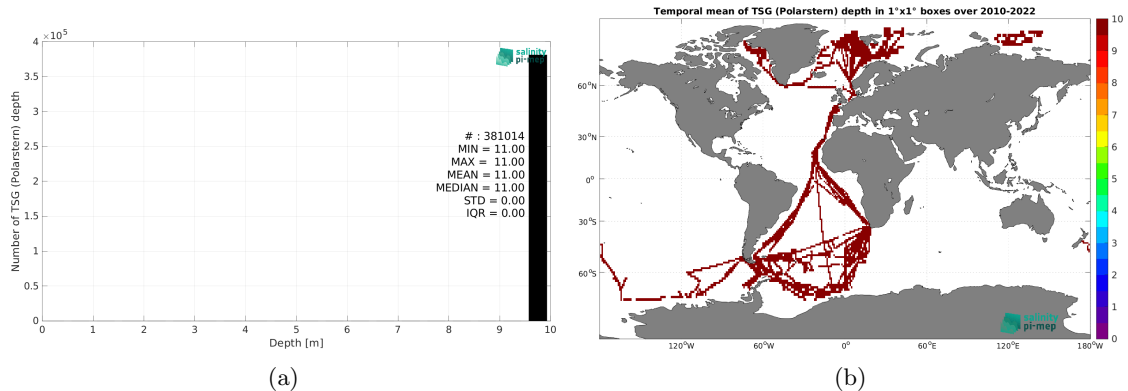 4 ×10⁵
3.5
3
2.5
2
1.5
1
0.5
0
Number of TSG (Polarstern) depth
salinity
pi-mep
# : 381014
MIN = 11.00
MAX = 11.00
MEAN = 11.00
MEDIAN = 11.00
STD = 0.00
IQR = 0.00
0 1 2 3 4 5 6 7 8 9 10
Depth [m]
(a)
Temporal mean of TSG (Polarstern) depth in 1°x1° boxes over 2010-2022
60°N
30°N
0°
30°S
60°S
120°W 60°W 0° 60°E 120°E 180°W
salinity
pi-mep
10
9
8
7
6
5
4
3
2
1
0
(b)